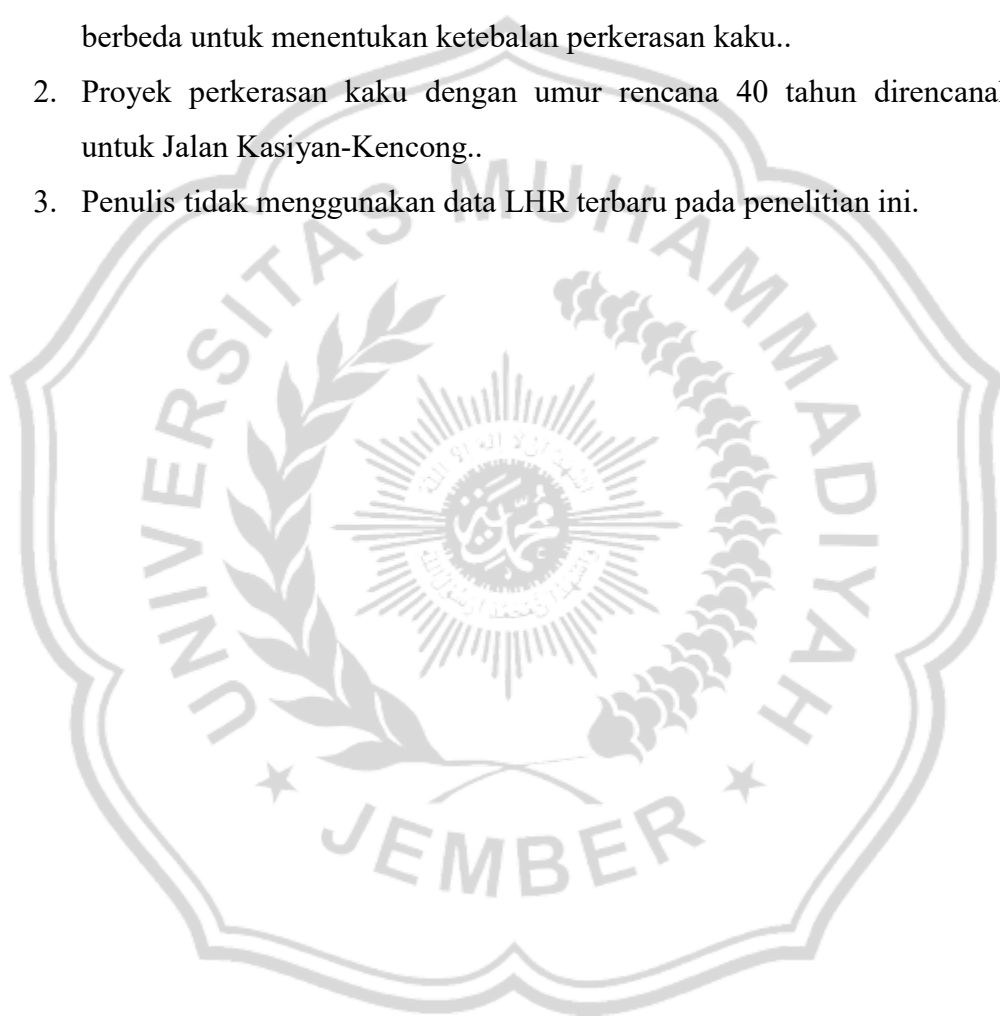 berbeda untuk menentukan ketebalan perkerasan kaku..
2. Proyek perkerasan kaku dengan umur rencana 40 tahun
untuk Jalan Kasiyan-Kencong..
3. Penulis tidak menggunakan data LHR terbaru pada penelitian ini.
UNIVERSITAS MUHAMMADIYAH
JEMBER